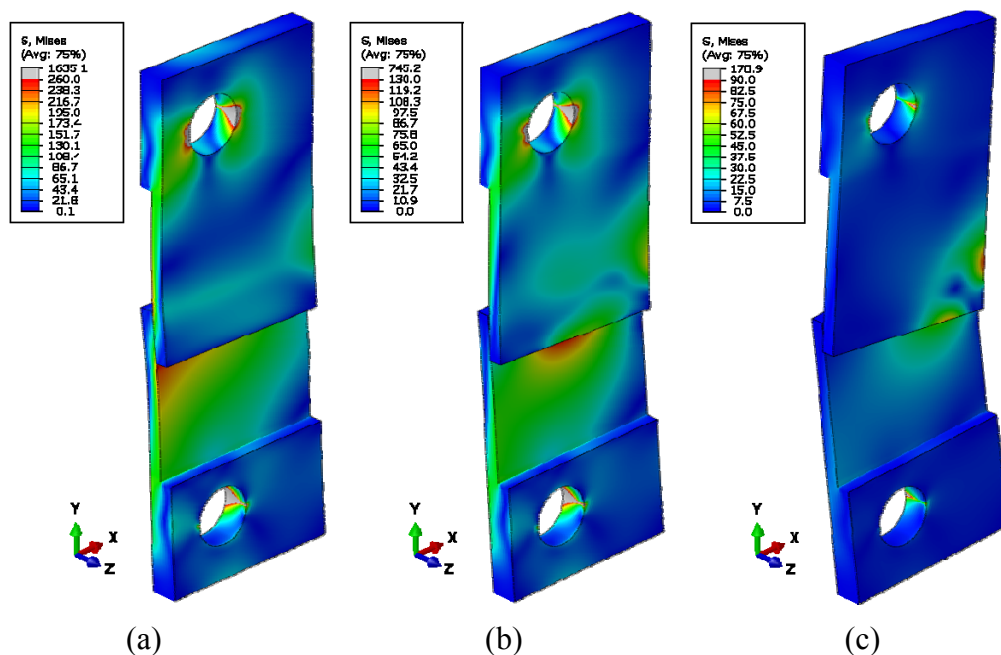 S, Mises
(Avg: 75%)
1635.1
260.0
238.3
216.7
195.0
173.4
151.7
130.1
108.4
86.7
65.1
43.4
21.8
0.1
S, Mises
(Avg: 75%)
745.2
130.0
119.2
108.3
97.5
86.7
75.8
65.0
54.2
43.4
32.5
21.7
10.9
0.0
S, Mises
(Avg: 75%)
170.9
90.0
82.5
75.0
67.5
60.0
52.5
45.0
37.5
30.0
22.5
15.0
7.5
0.0
Y
X
Z
Y
X
Z
Y
X
Z
(a)
(b)
(c)